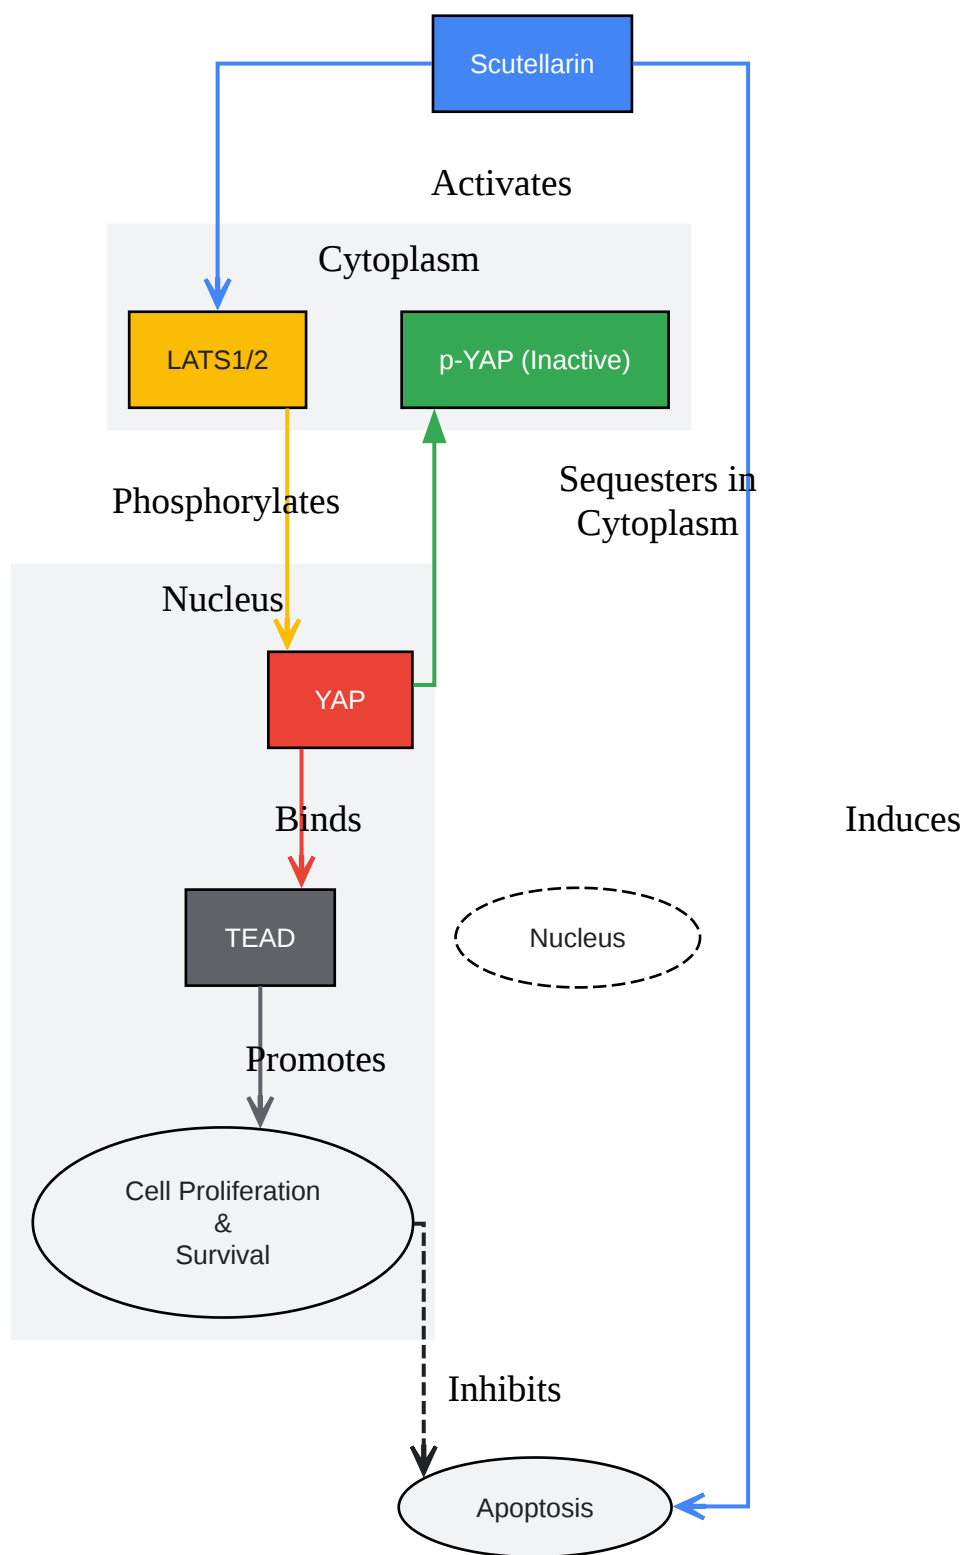 Scutellarin
Activates
Cytoplasm
LATS1/2
p-YAP (Inactive)
Phosphorylates
Sequesters in
Cytoplasm
Nucleus
YAP
Binds
Induces
TEAD
Nucleus
Promotes
Cell Proliferation
&
Survival
Inhibits
Apoptosis